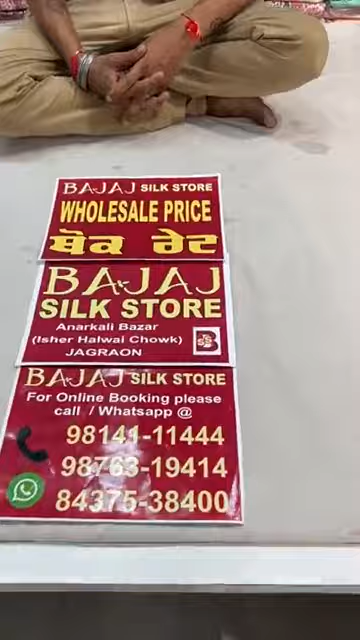 BAJAJ SILK STORE
WHOLESALE PRICE
ਥੋਕ ਰੇਟ
BAJAJ
SILK STORE
Anarkali Bazar
(Isher Halwai Chowk)
JAGRAON
BAJAJ SILK STORE
For Online Booking please
call / Whatsapp @
98141-11444
98763-19414
84375-38400